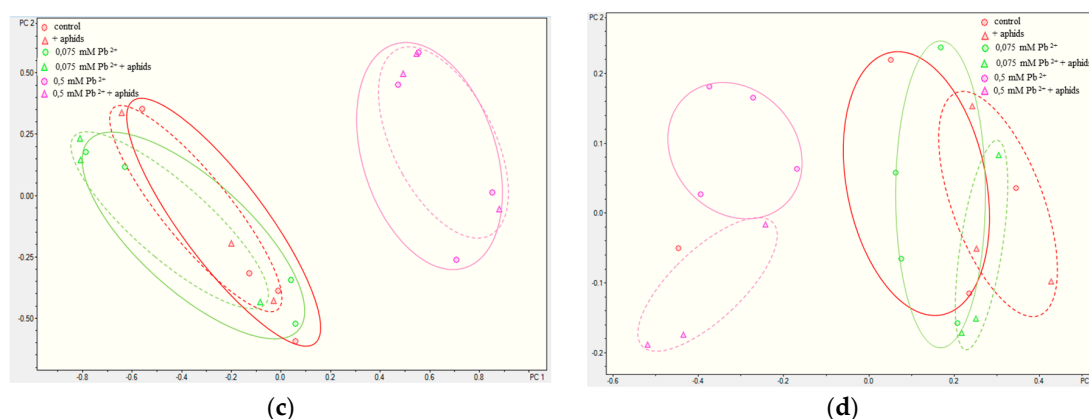 PC 2
control
+ aphids
0,075 mM Pb 2+
0,075 mM Pb 2+ + aphids
0,5 mM Pb 2+
0,5 mM Pb 2+ + aphids
0.50
0.25
0.00
-0.25
-0.50
-0.8 -0.6 -0.4 -0.2 0.0 0.2 0.4 0.6 0.8 PC 1
(c)
PC 2
control
+ aphids
0,075 mM Pb 2+
0,075 mM Pb 2+ + aphids
0,5 mM Pb 2+
0,5 mM Pb 2+ + aphids
0.2
0.1
0.0
-0.1
-0.2
-0.6 -0.4 -0.2 0.0 0.2 0.4 PC
(d)